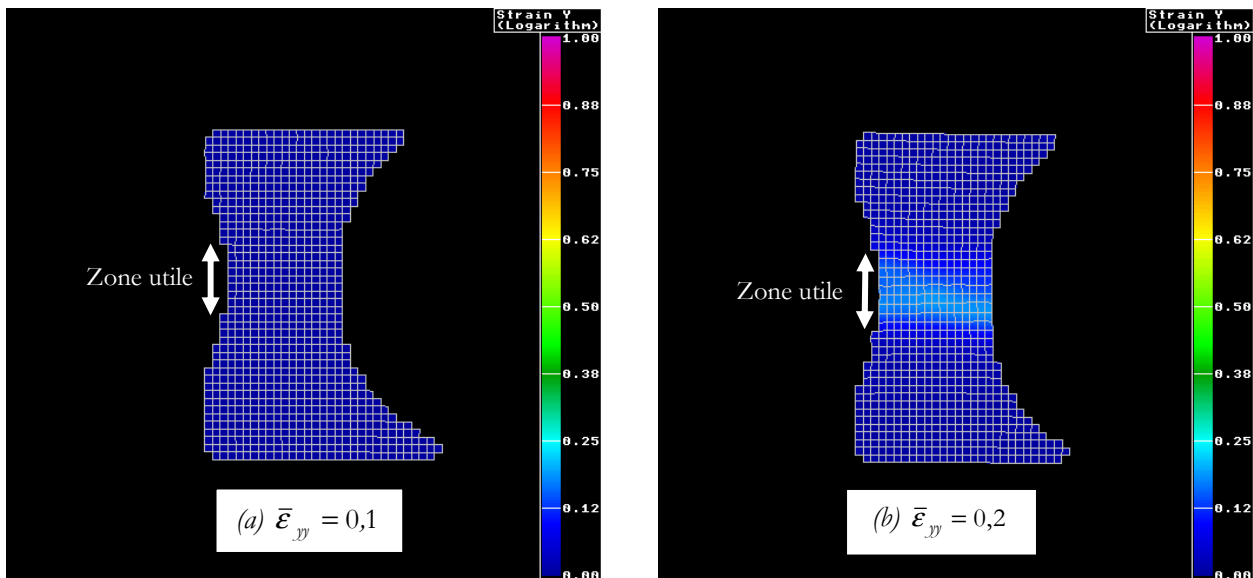 Strain Y
(Logarithm)
1.00
0.88
0.75
0.62
0.50
0.38
0.25
0.12
0.00
Zone utile
(a) ε̄yy = 0,1
Strain Y
(Logarithm)
1.00
0.88
0.75
0.62
0.50
0.38
0.25
0.12
0.00
Zone utile
(b) ε̄yy = 0,2